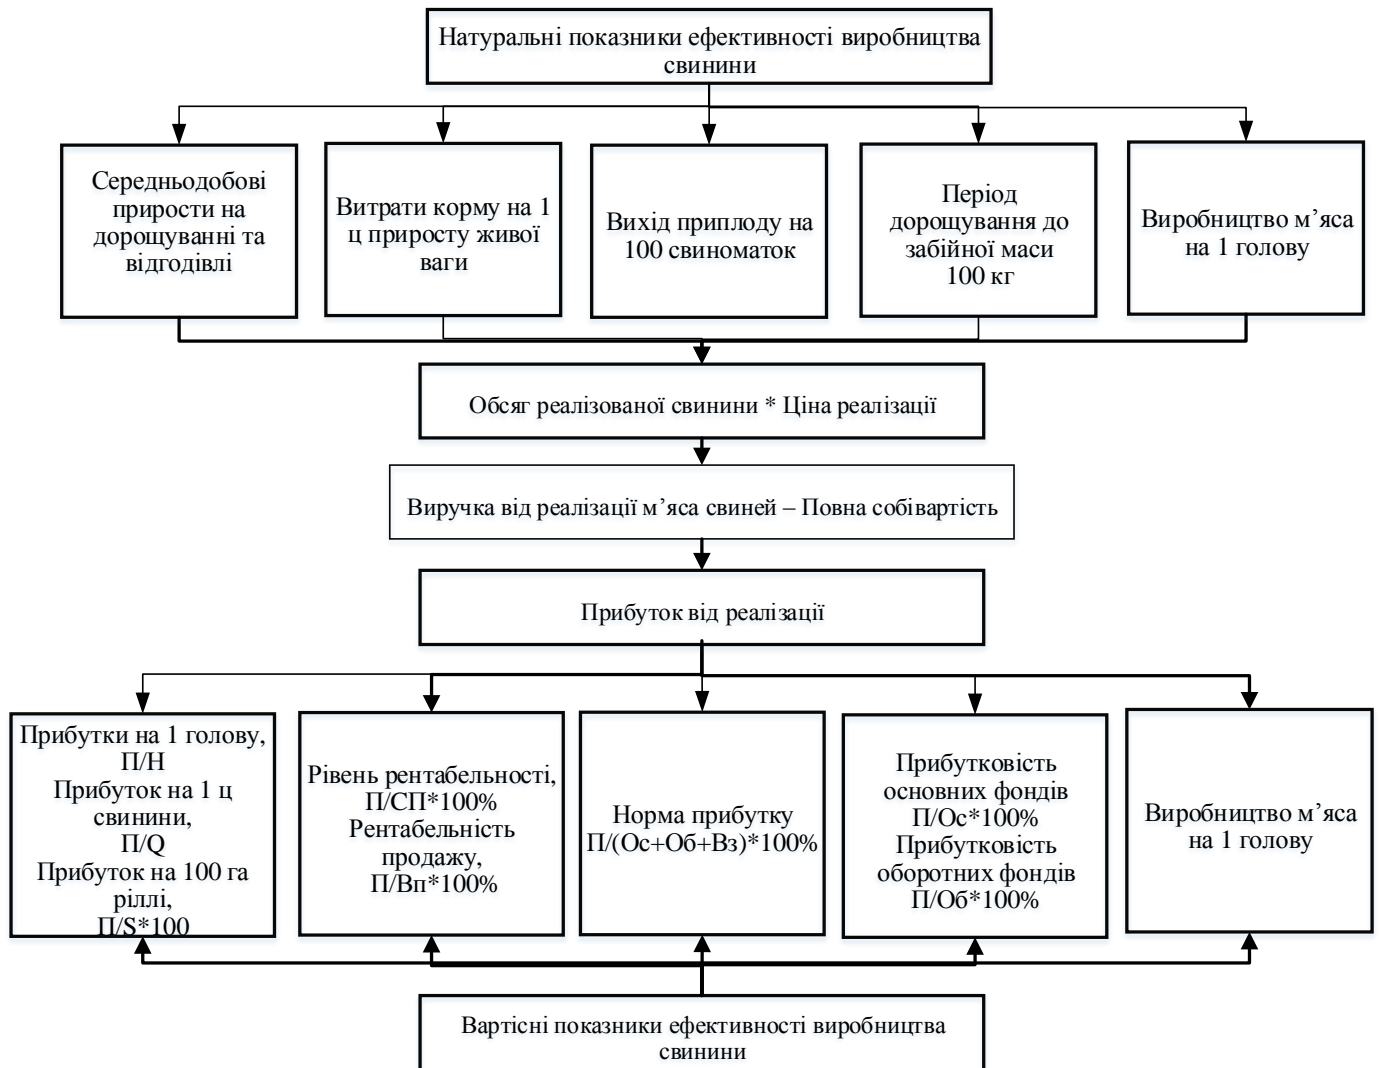 Натуральні показники ефективності виробництва
свинини
Середньодобові
прирости на
дорощуванні та
відгодівлі
Витрати корму на 1
ц приросту живої
ваги
Вихід приплоду на
100 свиноматок
Період
дорощування до
забійної маси
100 кг
Виробництво м’яса
на 1 голову
Обсяг реалізованої свинини * Ціна реалізації
Виручка від реалізації м’яса свиней – Повна собівартість
Прибуток від реалізації
Прибутки на 1 голову,
П/Н
Прибуток на 1 ц
свинини,
П/Q
Прибуток на 100 га
ріллі,
П/S*100
Рівень рентабельності,
П/СП*100%
Рентабельність
продажу,
П/Вп*100%
Норма прибутку
П/(Ос+Об+Вз)*100%
Прибутковість
основних фондів
П/Ос*100%
Прибутковість
оборотних фондів
П/Об*100%
Виробництво м’яса
на 1 голову
Вартісні показники ефективності виробництва
свинини